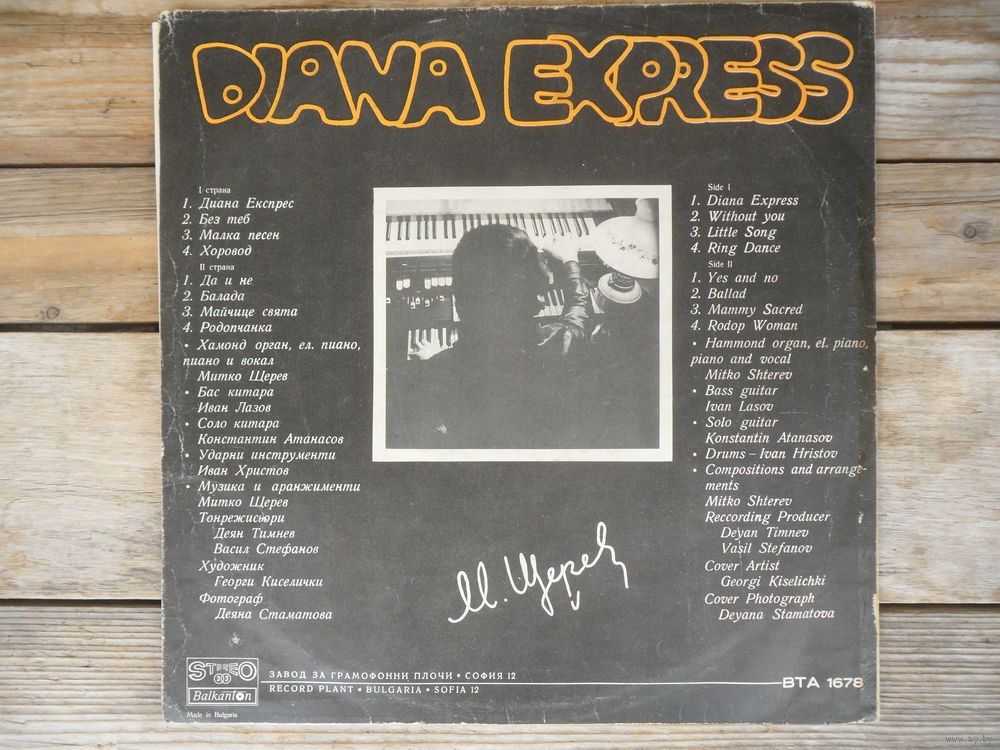 DIANA EXPRESS
I страна
1. Диана Експрес
2. Без теб
3. Малка песен
4. Хоровод
II страна
1. Да и не
2. Балада
3. Майчице свята
4. Родопчанка
• Хамонд орган, ел. пиано,
пиано и вокал
Митко Щерев
• Бас китара
Иван Лазов
• Соло китара
Константин Атанасов
• Ударни инструменти
Иван Христов
• Музика и аранжименти
Митко Щерев
Тонрежисьори
Деян Тимнев
Васил Стефанов
Художник
Георги Киселички
Фотограф
Деяна Стаматова
М. Щерев
Side I
1. Diana Express
2. Without you
3. Little Song
4. Ring Dance
Side II
1. Yes and no
2. Ballad
3. Mammy Sacred
4. Rodop Woman
• Hammond organ, el. piano,
piano and vocal
Mitko Shterev
• Bass guitar
Ivan Lasov
• Solo guitar
Konstantin Atanasov
• Drums – Ivan Hristov
• Compositions and arrange-
ments
Mitko Shterev
Reccording Producer
Deyan Timnev
Vasil Stefanov
Cover Artist
Georgi Kiselichki
Cover Photograph
Deyana Stamatova
STEREO
33
Balkanton
Made in Bulgaria
ЗАВОД ЗА ГРАМОФОННИ ПЛОЧИ • СОФИЯ 12
RECORD PLANT • BULGARIA • SOFIA 12
ВТА 1678
www.ay.by